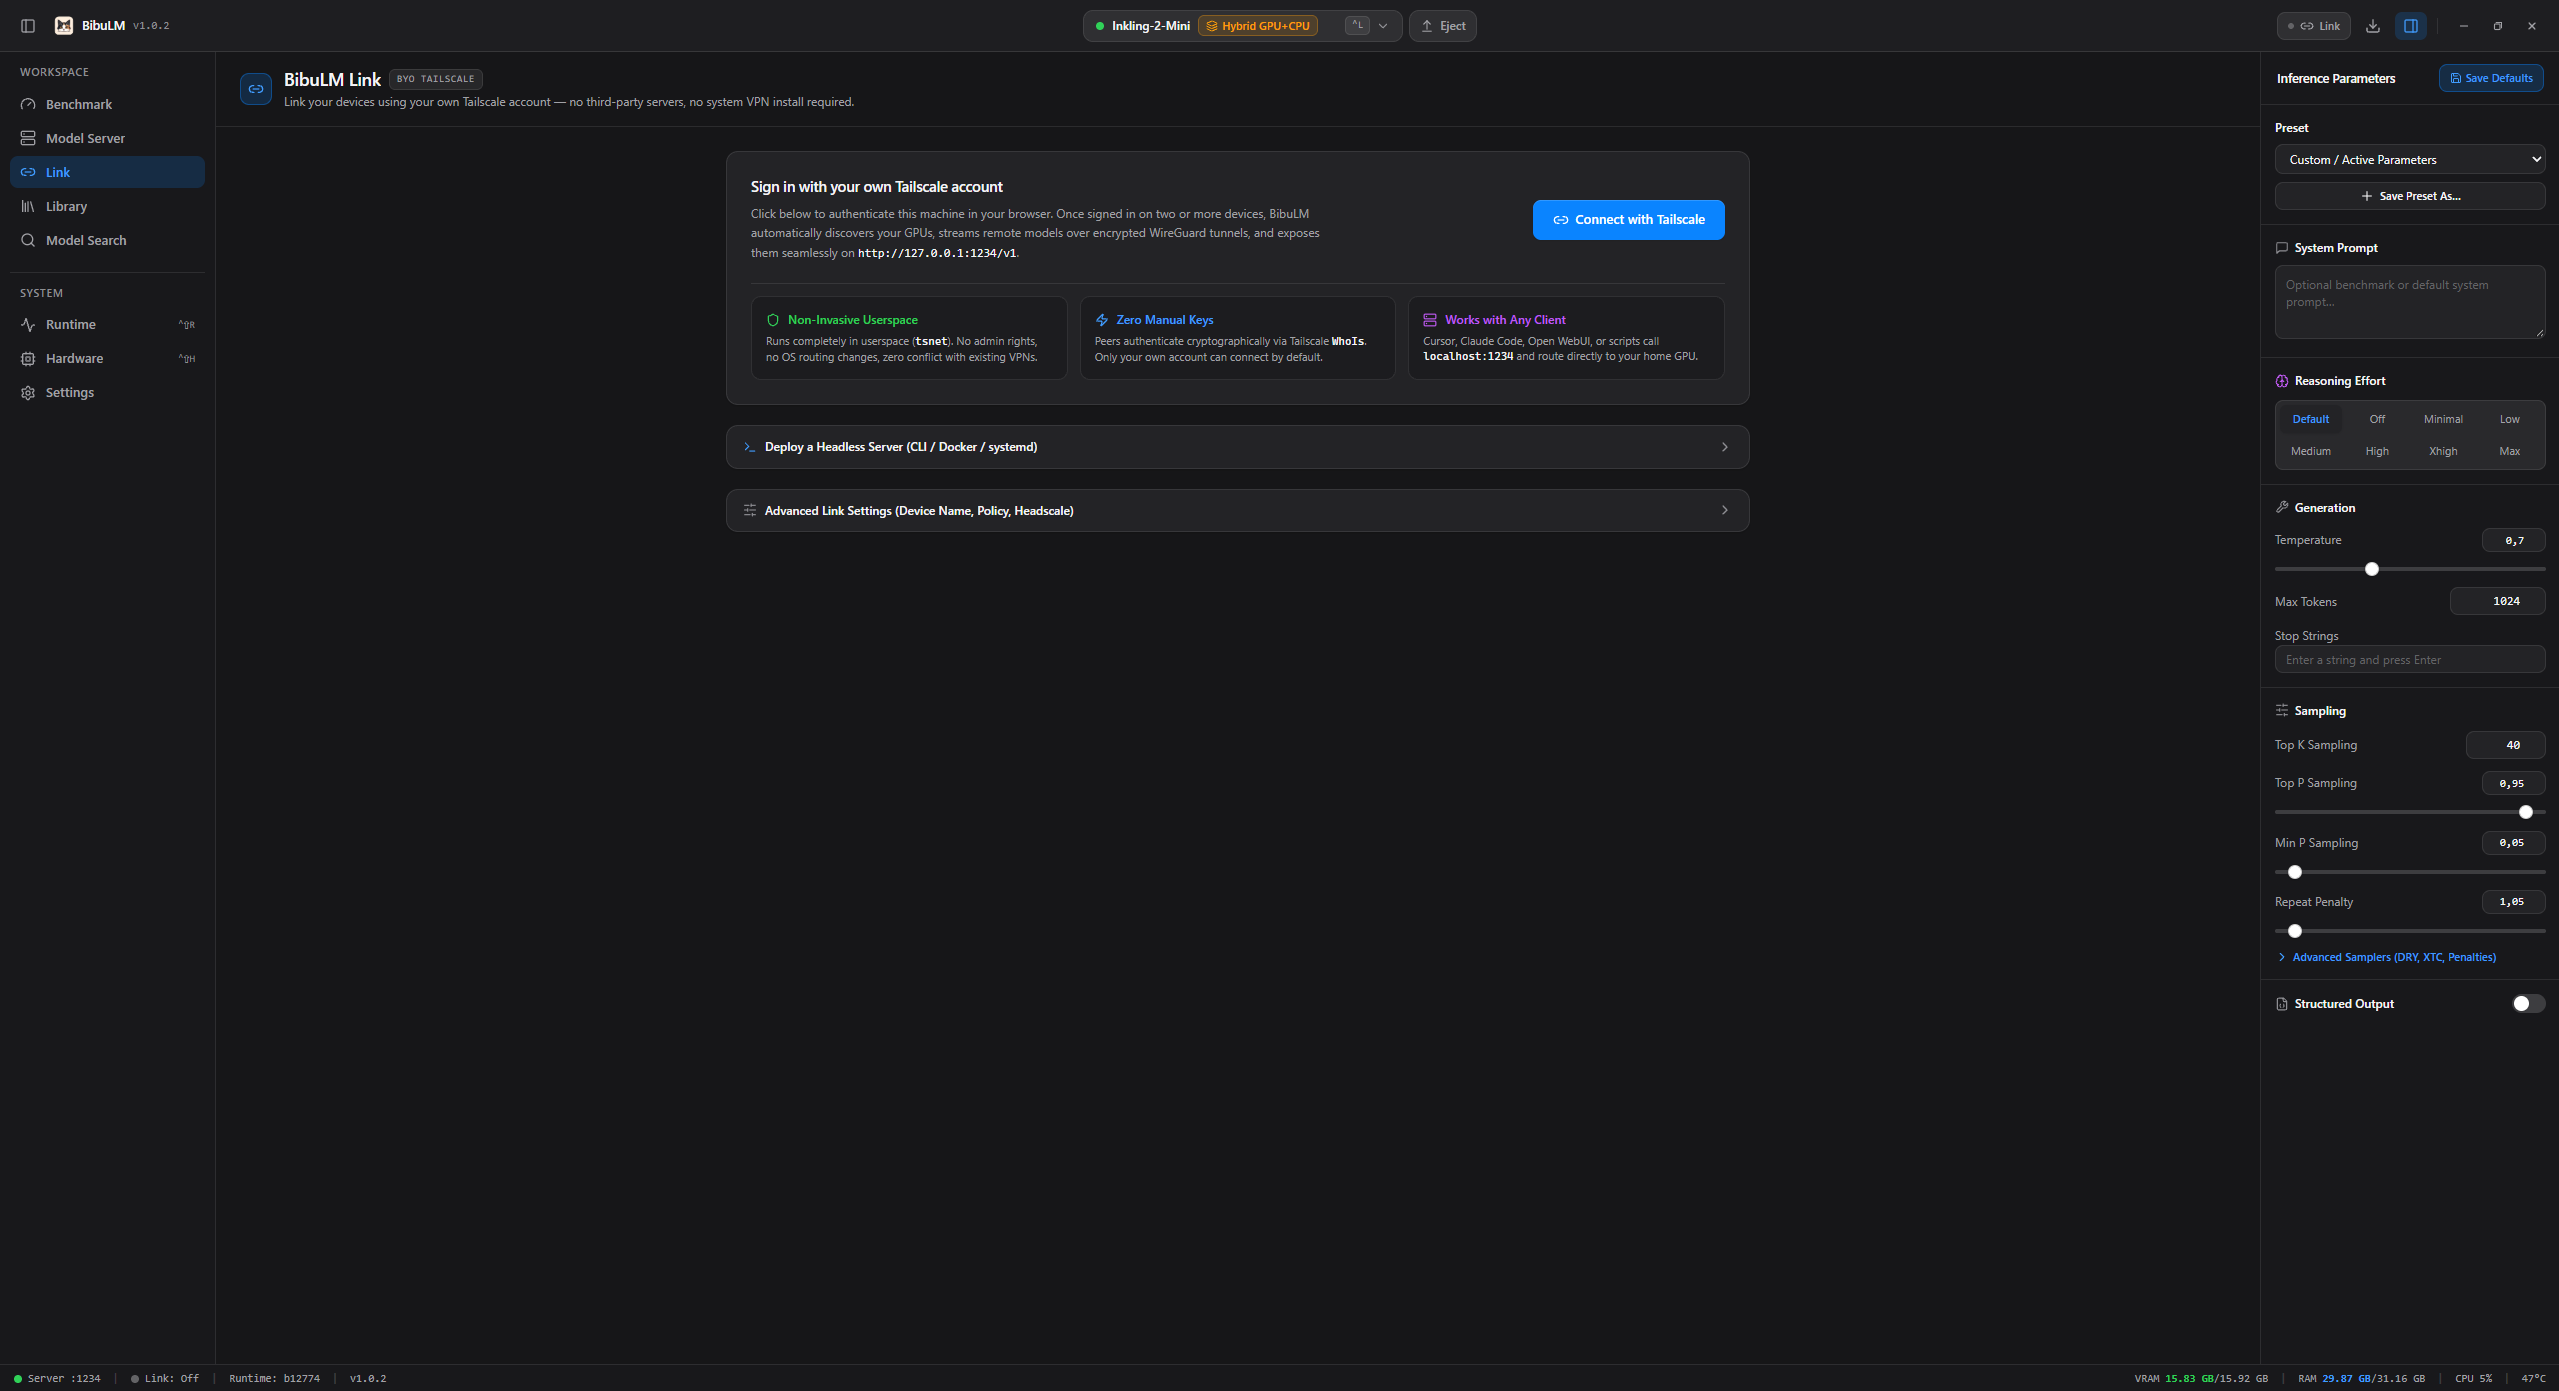 BibuLM v1.0.2
Inkling-2-Mini Hybrid GPU+CPU ^L
Eject
Link
WORKSPACE
Benchmark
Model Server
Link
Library
Model Search
SYSTEM
Runtime ^⇧R
Hardware ^⇧H
Settings
BibuLM Link BYO TAILSCALE
Link your devices using your own Tailscale account — no third-party servers, no system VPN install required.
Sign in with your own Tailscale account
Click below to authenticate this machine in your browser. Once signed in on two or more devices, BibuLM
automatically discovers your GPUs, streams remote models over encrypted WireGuard tunnels, and exposes
them seamlessly on http://127.0.0.1:1234/v1.
Connect with Tailscale
Non-Invasive Userspace
Runs completely in userspace (tsnet). No admin rights,
no OS routing changes, zero conflict with existing VPNs.
Zero Manual Keys
Peers authenticate cryptographically via Tailscale WhoIs.
Only your own account can connect by default.
Works with Any Client
Cursor, Claude Code, Open WebUI, or scripts call
localhost:1234 and route directly to your home GPU.
Deploy a Headless Server (CLI / Docker / systemd)
Advanced Link Settings (Device Name, Policy, Headscale)
Inference Parameters
Save Defaults
Preset
Custom / Active Parameters
Save Preset As...
System Prompt
Optional benchmark or default system
prompt...
Reasoning Effort
Default Off Minimal Low
Medium High Xhigh Max
Generation
Temperature 0,7
Max Tokens 1024
Stop Strings
Enter a string and press Enter
Sampling
Top K Sampling 40
Top P Sampling 0,95
Min P Sampling 0,05
Repeat Penalty 1,05
Advanced Samplers (DRY, XTC, Penalties)
Structured Output
Server :1234 | Link: Off | Runtime: b12774 | v1.0.2
VRAM 15.83 GB/15.92 GB | RAM 29.87 GB/31.16 GB | CPU 5% | 47°C